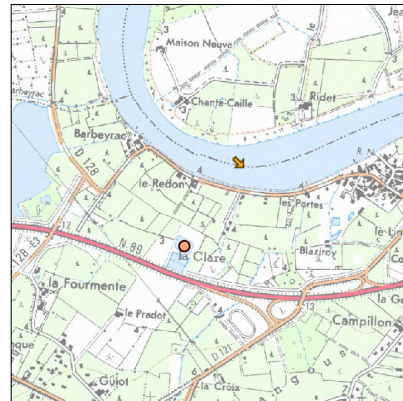 Maison Neuve
Chante-Caille
Ridet
Barbeyrac
D 128
le Redon
R. N.
les Portes
Blaziroy
N 89
la Clare
la Fourmente
le Pradot
Campillon
D 121
Guiot
la Croix